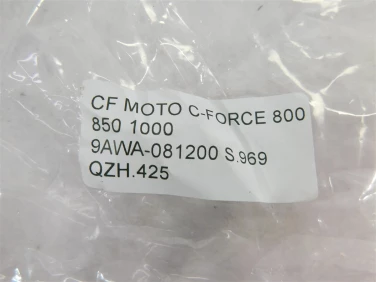 CF MOTO C-FORCE 800
850 1000
9AWA-081200 S.969
QZH.425